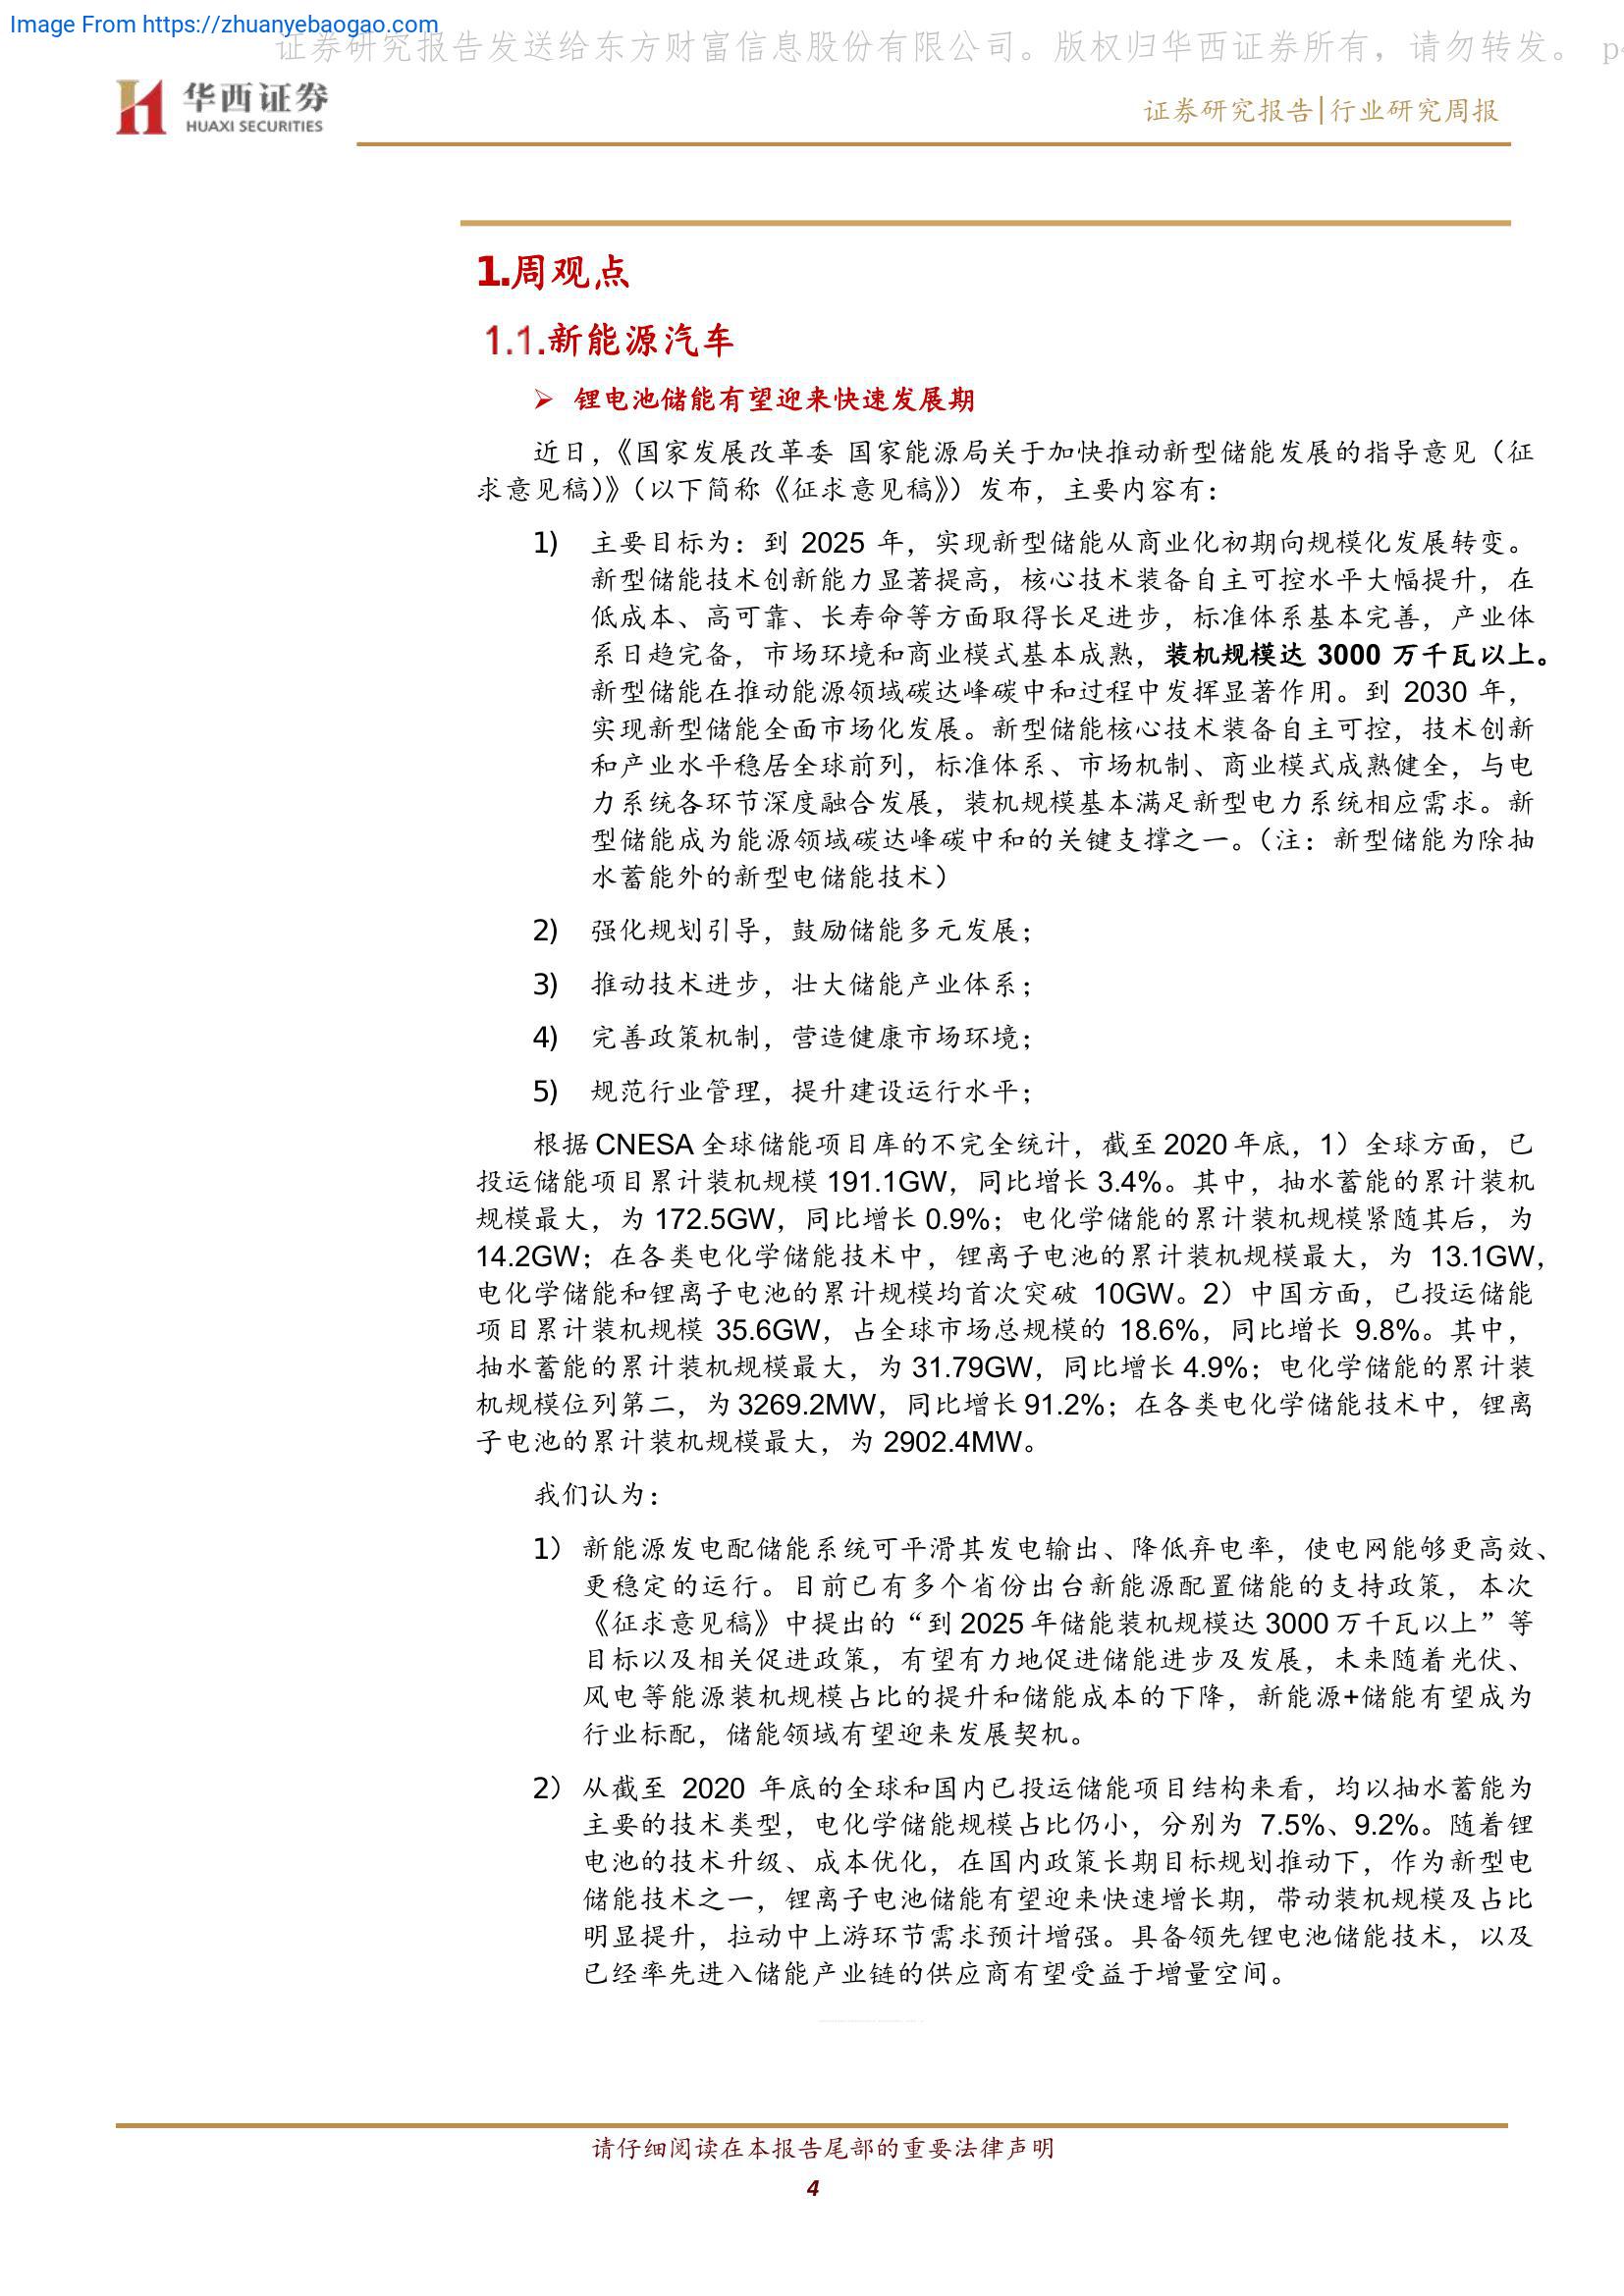 Image From https://zhuanyebaogao.com
证券研究报告发送给东方财富信息股份有限公司。版权归华西证券所有，请勿转发。 p
华西证券
HUAXI SECURITIES
证券研究报告|行业研究周报
1.周观点
1.1.新能源汽车
➢ 锂电池储能有望迎来快速发展期
近日，《国家发展改革委 国家能源局关于加快推动新型储能发展的指导意见（征
求意见稿）》（以下简称《征求意见稿》）发布，主要内容有：
1) 主要目标为：到 2025 年，实现新型储能从商业化初期向规模化发展转变。
新型储能技术创新能力显著提高，核心技术装备自主可控水平大幅提升，在
低成本、高可靠、长寿命等方面取得长足进步，标准体系基本完善，产业体
系日趋完备，市场环境和商业模式基本成熟，装机规模达 3000 万千瓦以上。
新型储能在推动能源领域碳达峰碳中和过程中发挥显著作用。到 2030 年，
实现新型储能全面市场化发展。新型储能核心技术装备自主可控，技术创新
和产业水平稳居全球前列，标准体系、市场机制、商业模式成熟健全，与电
力系统各环节深度融合发展，装机规模基本满足新型电力系统相应需求。新
型储能成为能源领域碳达峰碳中和的关键支撑之一。（注：新型储能为除抽
水蓄能外的新型电储能技术）
2) 强化规划引导，鼓励储能多元发展；
3) 推动技术进步，壮大储能产业体系；
4) 完善政策机制，营造健康市场环境；
5) 规范行业管理，提升建设运行水平；
根据 CNESA 全球储能项目库的不完全统计，截至 2020 年底，1）全球方面，已
投运储能项目累计装机规模 191.1GW，同比增长 3.4%。其中，抽水蓄能的累计装机
规模最大，为 172.5GW，同比增长 0.9%；电化学储能的累计装机规模紧随其后，为
14.2GW；在各类电化学储能技术中，锂离子电池的累计装机规模最大，为 13.1GW，
电化学储能和锂离子电池的累计规模均首次突破 10GW。2）中国方面，已投运储能
项目累计装机规模 35.6GW，占全球市场总规模的 18.6%，同比增长 9.8%。其中，
抽水蓄能的累计装机规模最大，为 31.79GW，同比增长 4.9%；电化学储能的累计装
机规模位列第二，为 3269.2MW，同比增长 91.2%；在各类电化学储能技术中，锂离
子电池的累计装机规模最大，为 2902.4MW。
我们认为：
1） 新能源发电配储能系统可平滑其发电输出、降低弃电率，使电网能够更高效、
更稳定的运行。目前已有多个省份出台新能源配置储能的支持政策，本次
《征求意见稿》中提出的“到 2025 年储能装机规模达 3000 万千瓦以上”等
目标以及相关促进政策，有望有力地促进储能进步及发展，未来随着光伏、
风电等能源装机规模占比的提升和储能成本的下降，新能源+储能有望成为
行业标配，储能领域有望迎来发展契机。
2） 从截至 2020 年底的全球和国内已投运储能项目结构来看，均以抽水蓄能为
主要的技术类型，电化学储能规模占比仍小，分别为 7.5%、9.2%。随着锂
电池的技术升级、成本优化，在国内政策长期目标规划推动下，作为新型电
储能技术之一，锂离子电池储能有望迎来快速增长期，带动装机规模及占比
明显提升，拉动中上游环节需求预计增强。具备领先锂电池储能技术，以及
已经率先进入储能产业链的供应商有望受益于增量空间。
请仔细阅读在本报告尾部的重要法律声明
4